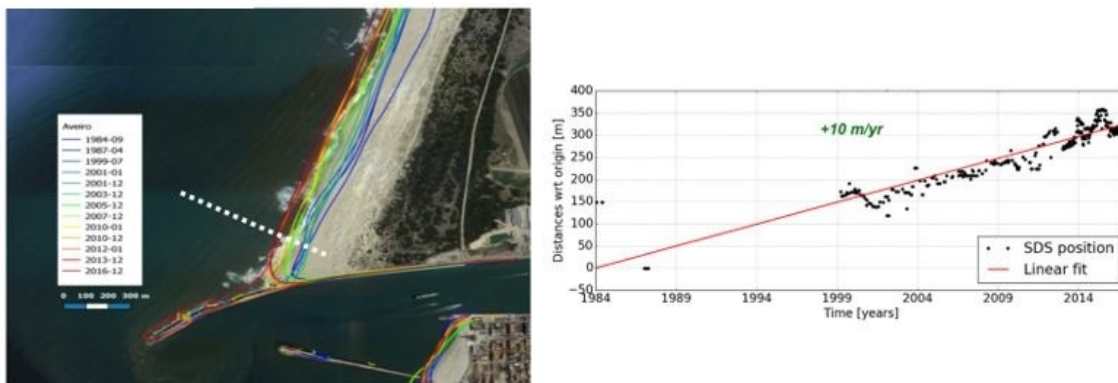 Aveiro
1984-09
1987-04
1999-07
2001-01
2001-12
2003-12
2005-12
2007-12
2010-01
2010-12
2012-01
2013-12
2016-12
0 100 200 300 m
Distances wrt origin [m]
400
350
300
250
200
150
100
50
0
−50
+10 m/yr
SDS position
Linear fit
1984 1989 1994 1999 2004 2009 2014
Time [years]